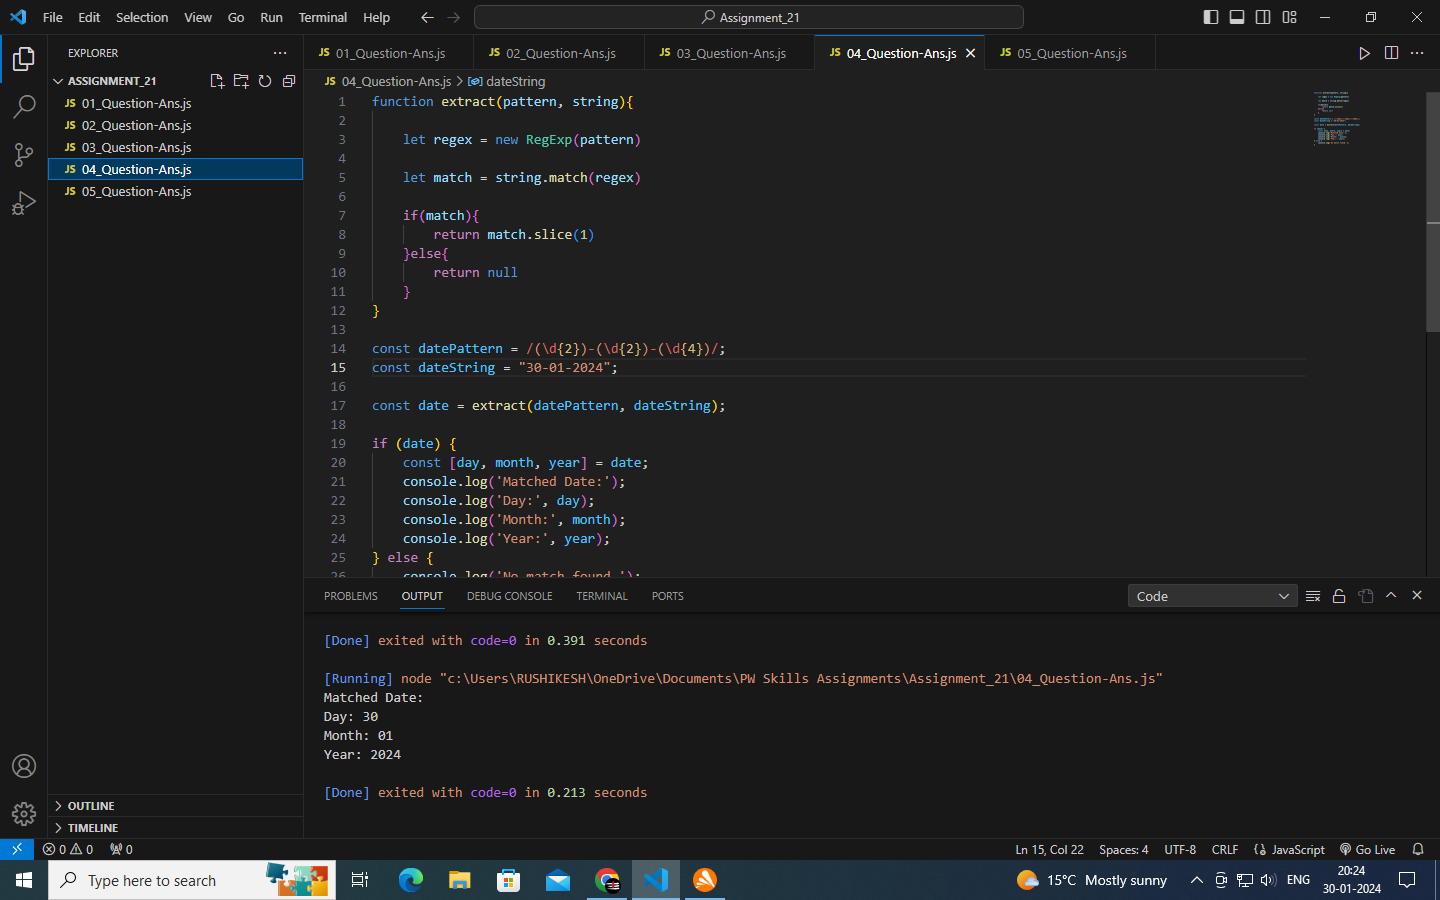 File Edit Selection View Go Run Terminal Help
Assignment_21
EXPLORER
ASSIGNMENT_21
JS 01_Question-Ans.js
JS 02_Question-Ans.js
JS 03_Question-Ans.js
JS 04_Question-Ans.js
JS 05_Question-Ans.js
OUTLINE
TIMELINE
JS 01_Question-Ans.js JS 02_Question-Ans.js JS 03_Question-Ans.js JS 04_Question-Ans.js JS 05_Question-Ans.js
JS 04_Question-Ans.js > dateString
1 function extract(pattern, string){
2
3 let regex = new RegExp(pattern)
4
5 let match = string.match(regex)
6
7 if(match){
8 return match.slice(1)
9 }else{
10 return null
11 }
12 }
13
14 const datePattern = /(\d{2})-(\d{2})-(\d{4})/;
15 const dateString = "30-01-2024";
16
17 const date = extract(datePattern, dateString);
18
19 if (date) {
20 const [day, month, year] = date;
21 console.log('Matched Date:');
22 console.log('Day:', day);
23 console.log('Month:', month);
24 console.log('Year:', year);
25 } else {
26 console.log('No match found.');
PROBLEMS OUTPUT DEBUG CONSOLE TERMINAL PORTS
Code
[Done] exited with code=0 in 0.391 seconds
[Running] node "c:\Users\RUSHIKESH\OneDrive\Documents\PW Skills Assignments\Assignment_21\04_Question-Ans.js"
Matched Date:
Day: 30
Month: 01
Year: 2024
[Done] exited with code=0 in 0.213 seconds
0 0 0
Ln 15, Col 22 Spaces: 4 UTF-8 CRLF {} JavaScript Go Live
Type here to search
15°C Mostly sunny
ENG
20:24
30-01-2024